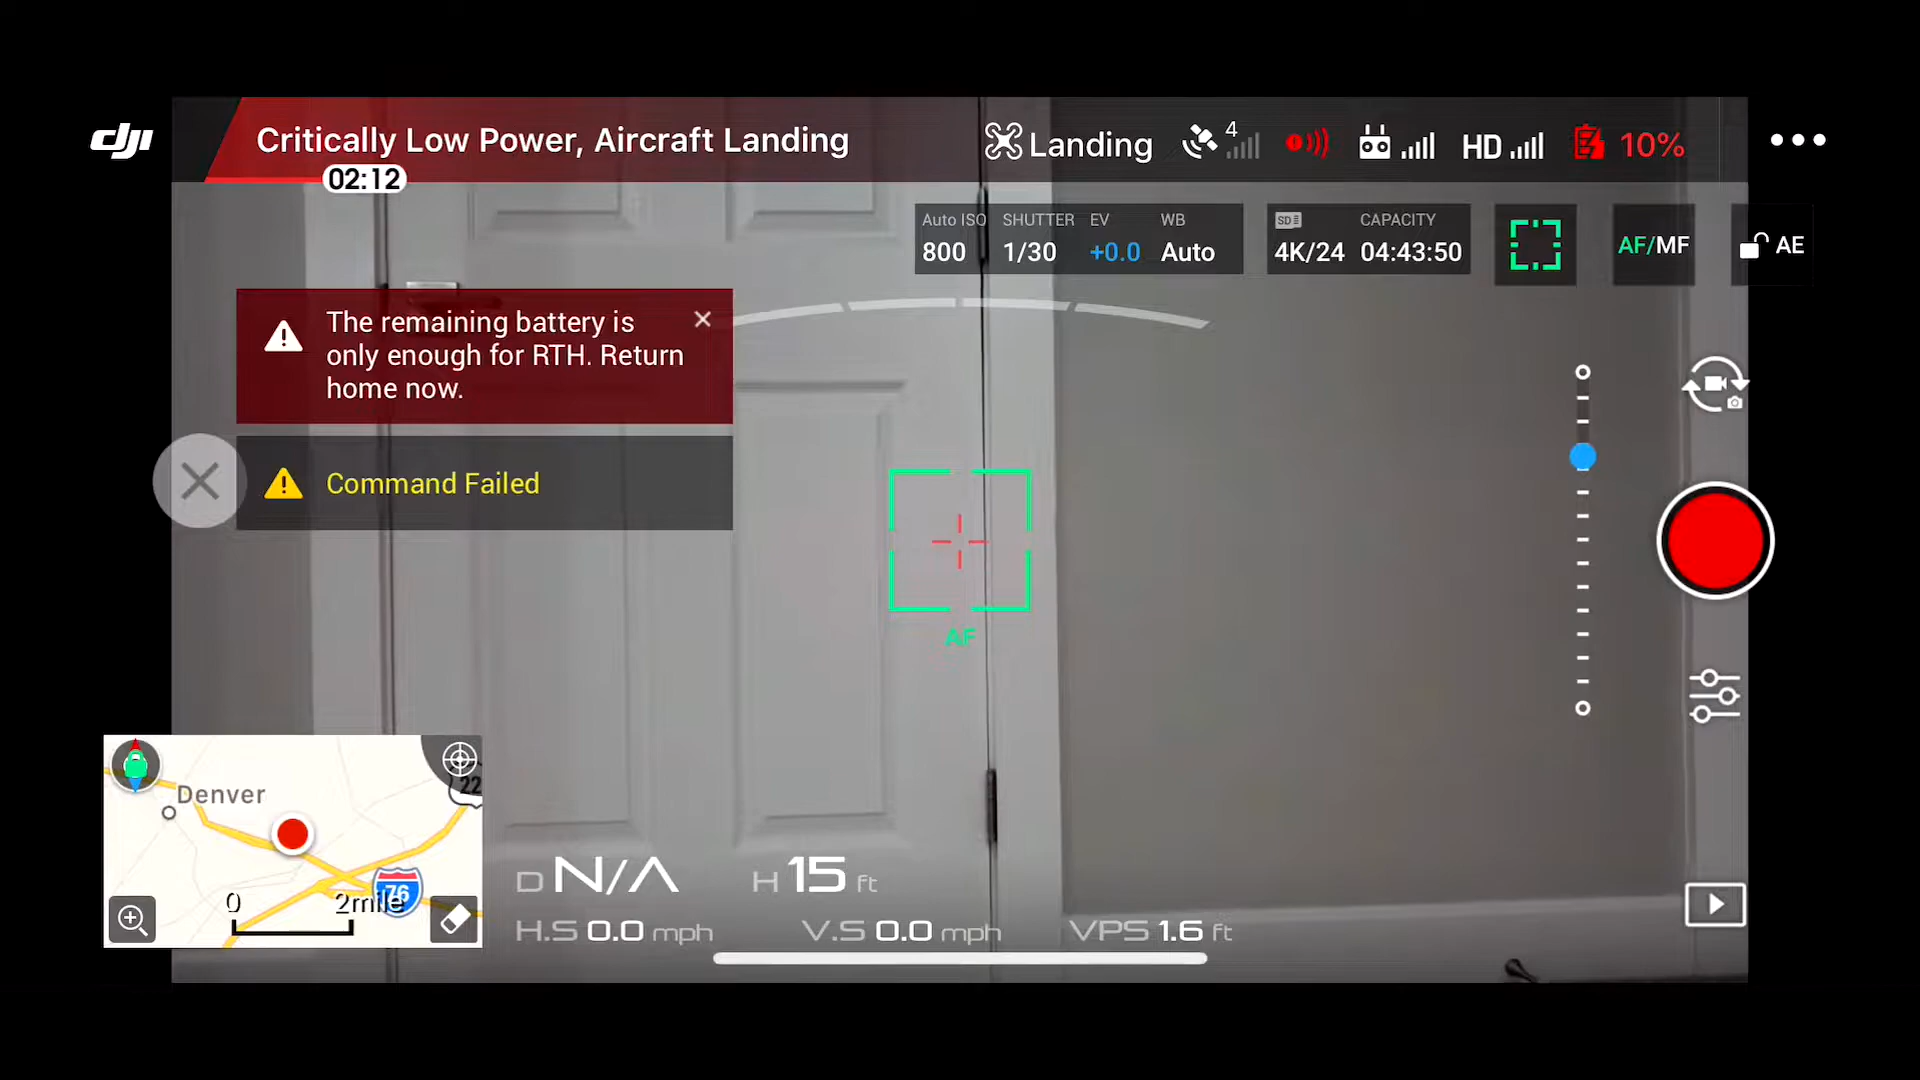 dji
Critically Low Power, Aircraft Landing
02:12
Landing
4
HD
10%
Auto ISO
800
SHUTTER
1/30
EV
+0.0
WB
Auto
SD
4K/24
CAPACITY
04:43:50
AF/MF
AE
The remaining battery is
only enough for RTH. Return
home now.
Command Failed
AF
Denver
22
76
0
2mile
D N/A
H 15 ft
H.S 0.0 mph
V.S 0.0 mph
VPS 1.6 ft